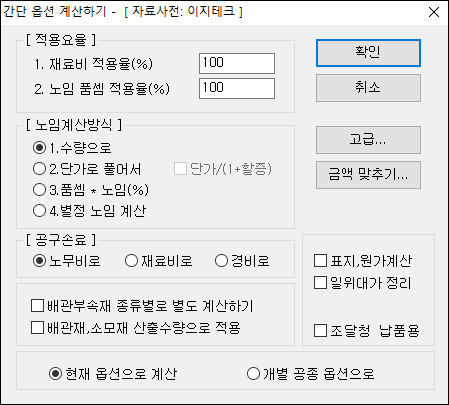 간단 옵션 계산하기 - [ 자료사전: 이지테크 ]
[ 적용요율 ]
1. 재료비 적용율(%) 100
2. 노임 품셈 적용율(%) 100
확인
취소
고급...
금액 맞추기...
[ 노임계산방식 ]
1.수량으로
2.단가로 풀어서 단가/(1+할증)
3.품셈 * 노임(%)
4.별정 노임 계산
[ 공구손료 ]
노무비로 재료비로 경비로
표지,원가계산
일위대가 정리
조달청 납품용
배관부속재 종류별로 별도 계산하기
배관재,소모재 산출수량으로 적용
현재 옵션으로 계산 개별 공종 옵션으로